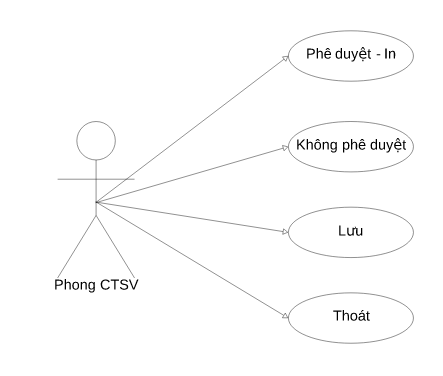 Phê duyệt - In
Không phê duyệt
Lưu
Phong CTSV
Thoát